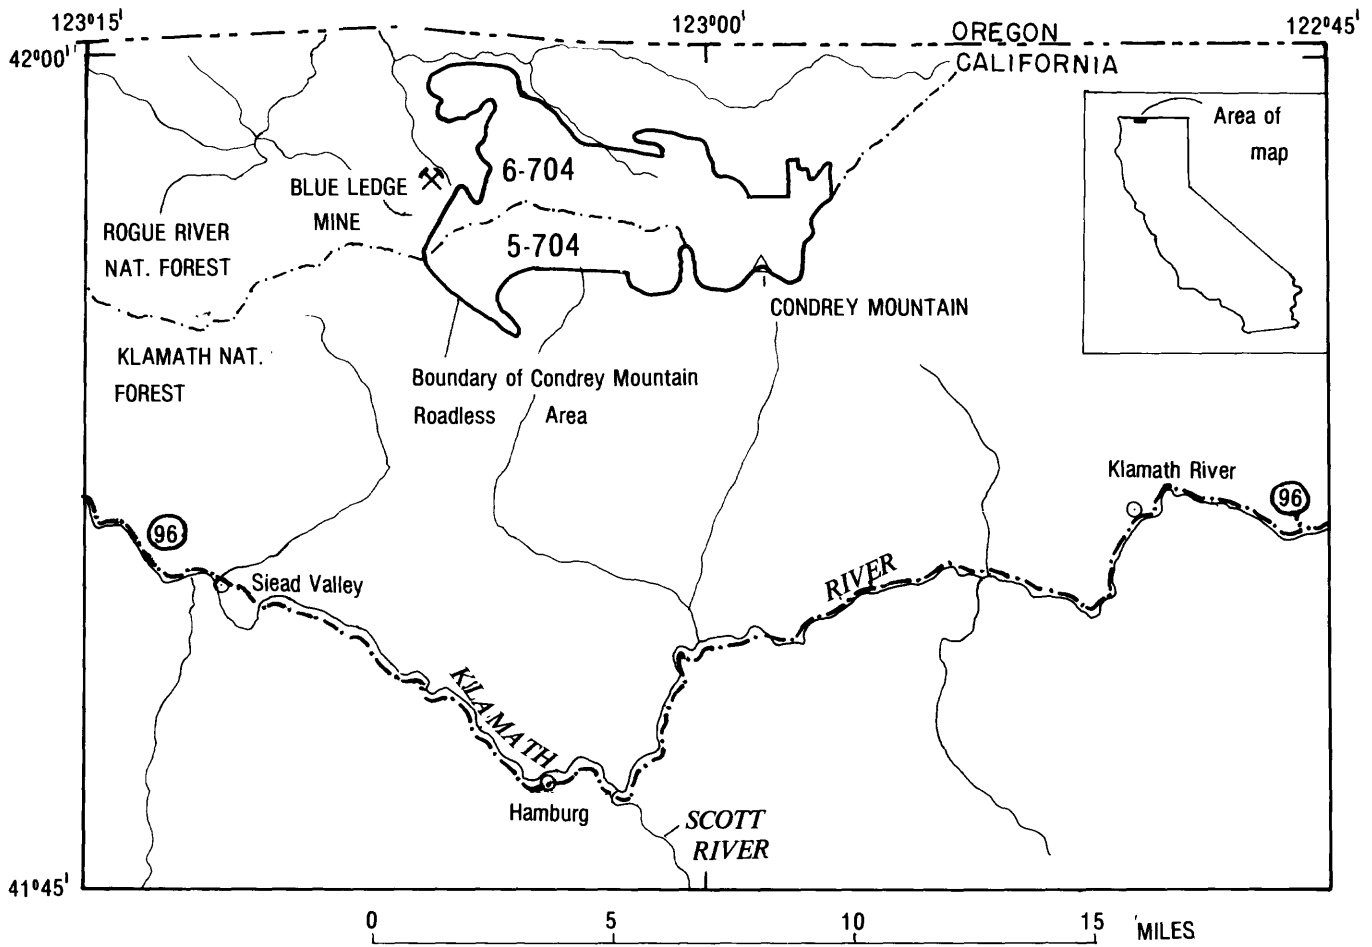 123°15'
123°00'
122°45'
42°00'
OREGON
CALIFORNIA
Area of
map
BLUE LEDGE
MINE
6-704
5-704
ROGUE RIVER
NAT. FOREST
KLAMATH NAT.
FOREST
CONDREY MOUNTAIN
Boundary of Condrey Mountain
Roadless Area
Klamath River
96
96
Siead Valley
RIVER
KLAMATH
Hamburg
SCOTT
RIVER
41°45'
0 5 10 15 MILES